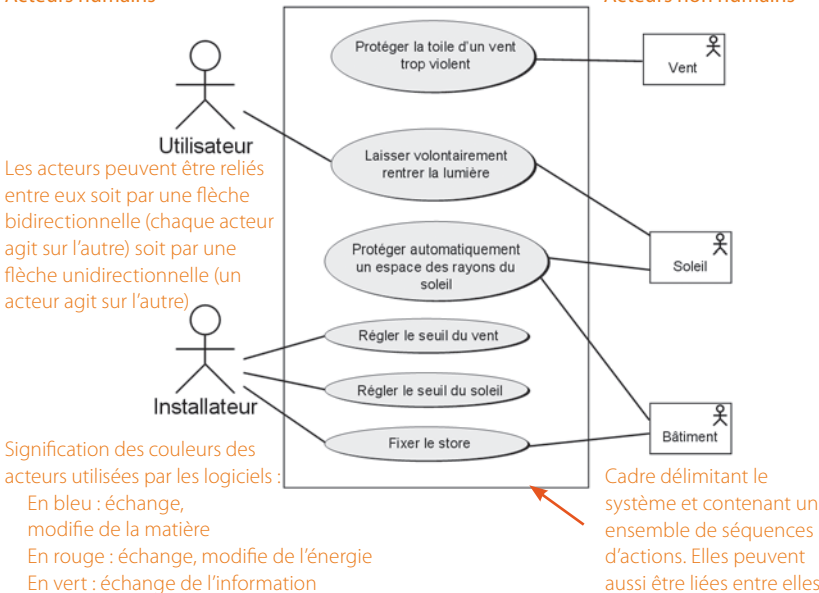 Acteurs humains
Acteurs non humains
Protéger la toile d'un vent
trop violent
Vent
Utilisateur
Les acteurs peuvent être reliés
entre eux soit par une flèche
bidirectionnelle (chaque acteur
agit sur l'autre) soit par une
flèche unidirectionnelle (un
acteur agit sur l'autre)
Laisser volontairement
rentrer la lumière
Protéger automatiquement
un espace des rayons du
soleil
Soleil
Régler le seuil du vent
Régler le seuil du soleil
Installateur
Fixer le store
Bâtiment
Signification des couleurs des
acteurs utilisées par les logiciels :
En bleu : échange,
modifie de la matière
En rouge : échange, modifie de l'énergie
En vert : échange de l'information
Cadre délimitant le
système et contenant un
ensemble de séquences
d'actions. Elles peuvent
aussi être liées entre elles